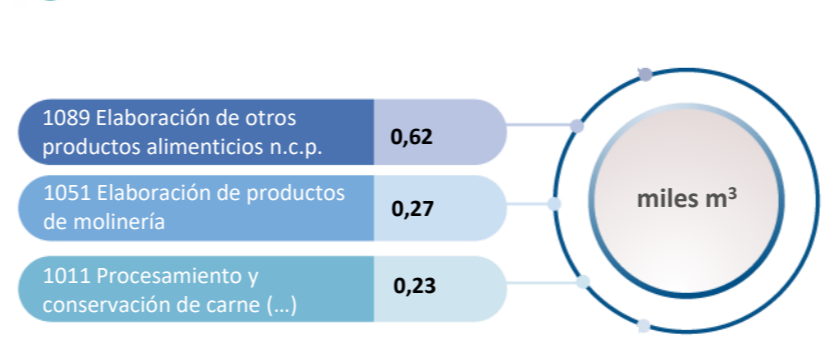 1089 Elaboración de otros
productos alimenticios n.c.p.
0,62
1051 Elaboración de productos
de molinería
0,27
1011 Procesamiento y
conservación de carne (...)
0,23
miles m³